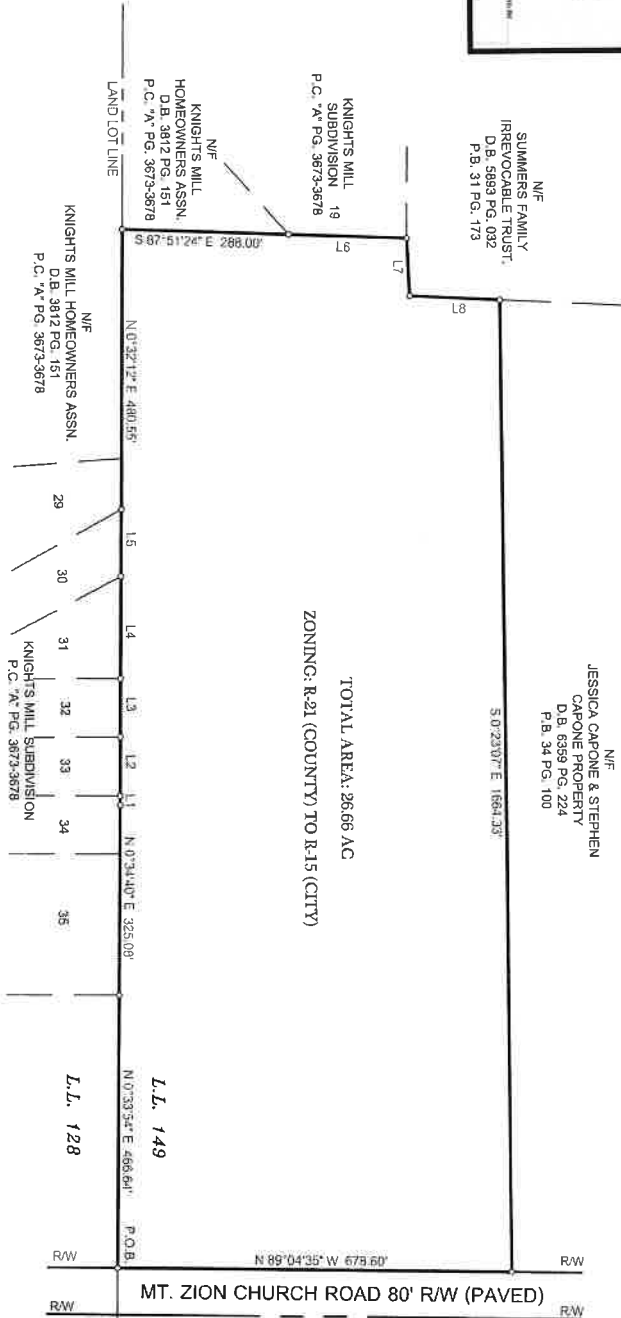 N/F
SUMMERS FAMILY
IRREVOCABLE TRUST,
D.B. 5893 PG. 032
P.B. 31 PG. 173
KNIGHTS MILL
SUBDIVISION 19
P.C. "A" PG. 3673-3678
N/F
KNIGHTS MILL
HOMEOWNERS ASSN.
D.B. 3812 PG. 151
P.C. "A" PG. 3673-3678
LAND LOT LINE
S 87°51'24" E 288.00'
L6
L7
L8
N/F
JESSICA CAPONE & STEPHEN
CAPONE PROPERTY
D.B. 6359 PG. 224
P.B. 34 PG. 100
S 0°23'07" E 1664.33'
TOTAL AREA: 26.66 AC
ZONING: R-21 (COUNTY) TO R-15 (CITY)
N 0°32'12" E 480.55'
L5
L4
L3
L2
L1
N 0°34'40" E 325.08'
N 0°33'54" E 466.64'
P.O.B.
N/F
KNIGHTS MILL HOMEOWNERS ASSN.
D.B. 3812 PG. 151
P.C. "A" PG. 3673-3678
29
30
31
32
33
34
35
KNIGHTS MILL SUBDIVISION
P.C. "A" PG. 3673-3678
L.L. 149
L.L. 128
N 89°04'35" W 678.60'
R/W
R/W
MT. ZION CHURCH ROAD 80' R/W (PAVED)
R/W
R/W